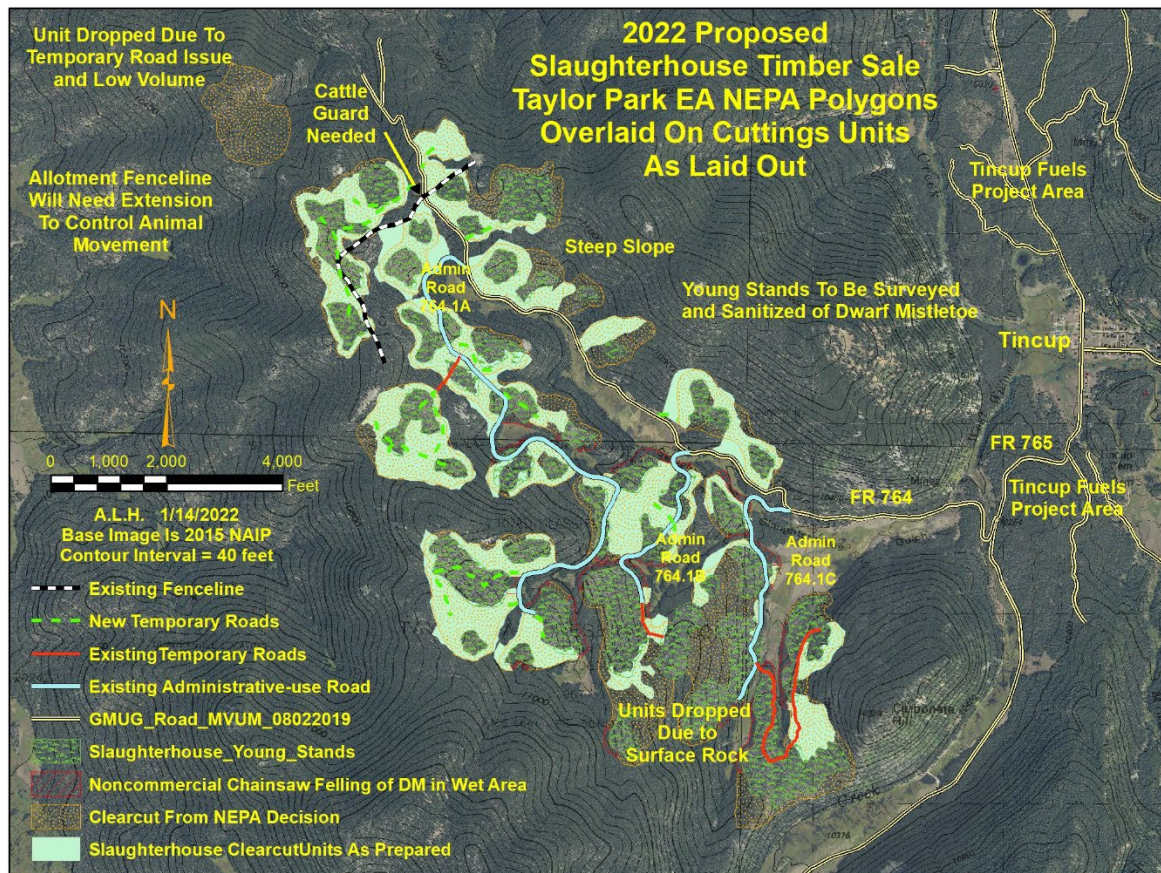 Unit Dropped Due To
Temporary Road Issue
and Low Volume
2022 Proposed
Slaughterhouse Timber Sale
Taylor Park EA NEPA Polygons
Overlaid On Cuttings Units
As Laid Out
Cattle
Guard
Needed
Allotment Fenceline
Will Need Extension
To Control Animal
Movement
Tincup Fuels
Project Area
Steep Slope
Admin
Road
764.1A
Young Stands To Be Surveyed
and Sanitized of Dwarf Mistletoe
Tincup
N
0 1,000 2,000 4,000
Feet
FR 765
FR 764
Tincup Fuels
Project Area
A.L.H. 1/14/2022
Base Image Is 2015 NAIP
Contour Interval = 40 feet
Admin
Road
764.1B
Admin
Road
764.1C
Existing Fenceline
New Temporary Roads
ExistingTemporary Roads
Existing Administrative-use Road
GMUG_Road_MVUM_08022019
Units Dropped
Due to
Surface Rock
Slaughterhouse_Young_Stands
Noncommercial Chainsaw Felling of DM in Wet Area
Clearcut From NEPA Decision
Slaughterhouse ClearcutUnits As Prepared
Creek
Creek
10376